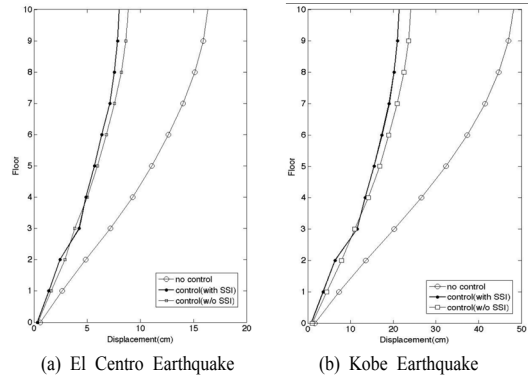 10
9
8
7
6
5
4
3
2
1
0
Floor
0 5 10 15 20
Displacement(cm)
no control
control(with SSI)
control(w/o SSI)
(a) El Centro Earthquake
10
9
8
7
6
5
4
3
2
1
0
Floor
0 10 20 30 40 50
Displacement(cm)
no control
control(with SSI)
control(w/o SSI)
(b) Kobe Earthquake